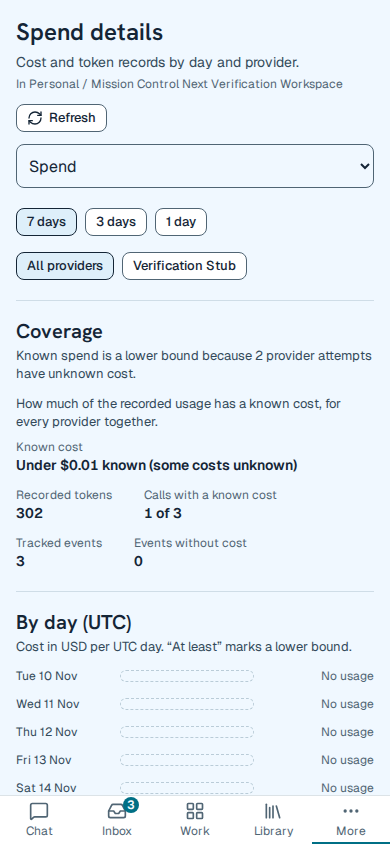 Spend details
Cost and token records by day and provider.
In Personal / Mission Control Next Verification Workspace
Refresh
Spend
7 days 3 days 1 day
All providers Verification Stub
Coverage
Known spend is a lower bound because 2 provider attempts
have unknown cost.
How much of the recorded usage has a known cost, for
every provider together.
Known cost
Under $0.01 known (some costs unknown)
Recorded tokens Calls with a known cost
302 1 of 3
Tracked events Events without cost
3 0
By day (UTC)
Cost in USD per UTC day. “At least” marks a lower bound.
Tue 10 Nov No usage
Wed 11 Nov No usage
Thu 12 Nov No usage
Fri 13 Nov No usage
Sat 14 Nov No usage
3
Chat Inbox Work Library More